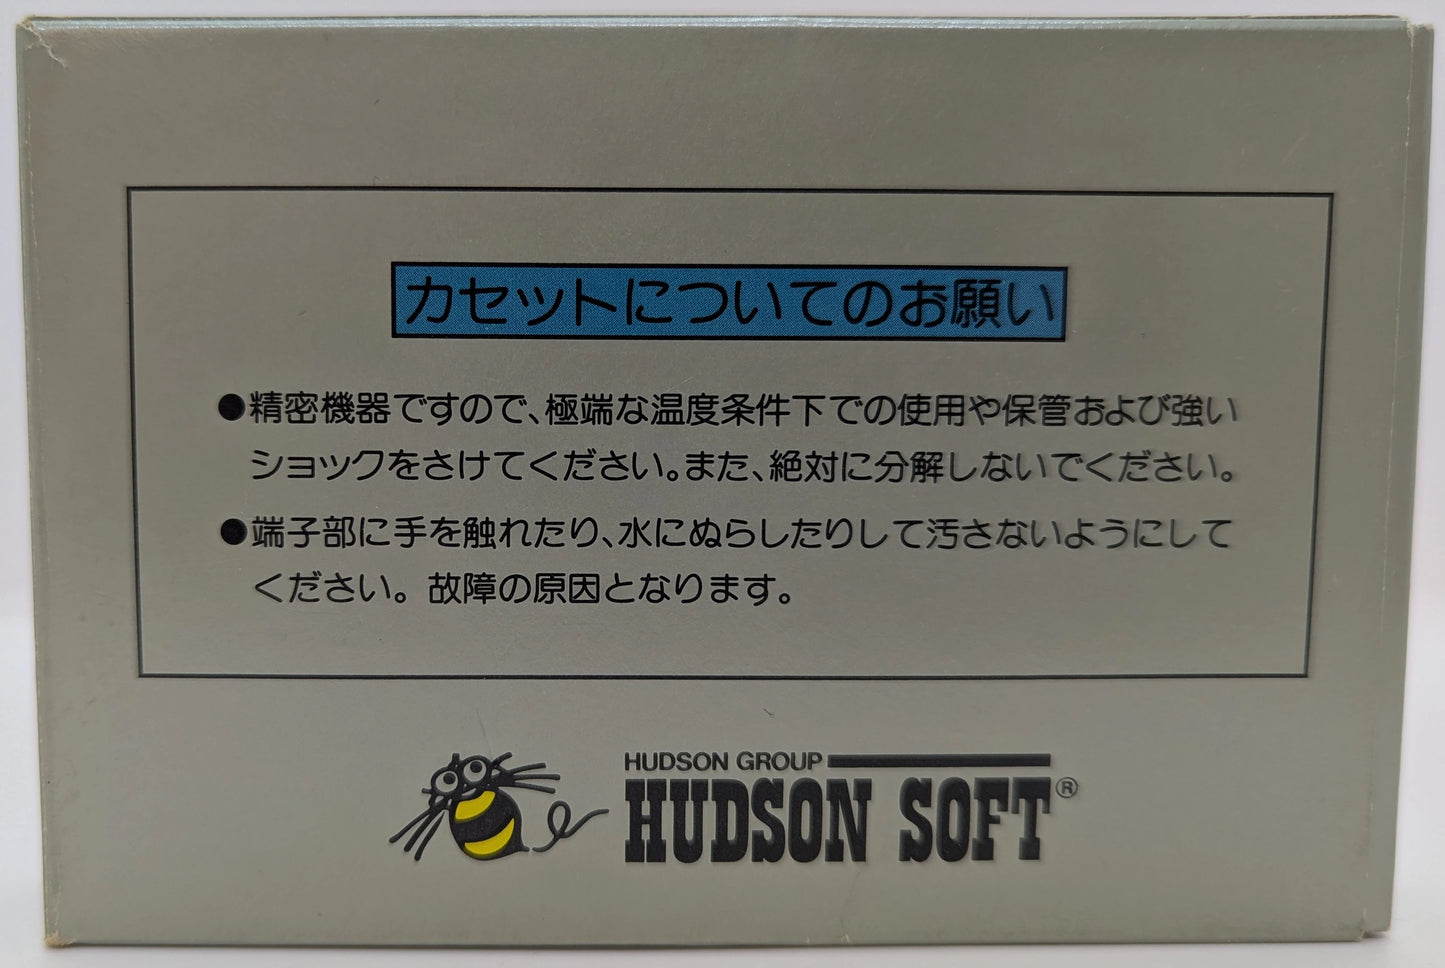 カセットについてのお願い
●精密機器ですので、極端な温度条件下での使用や保管および強い
ショックをさけてください。また、絶対に分解しないでください。
●端子部に手を触れたり、水にぬらしたりして汚さないようにして
ください。故障の原因となります。
HUDSON GROUP
HUDSON SOFT®